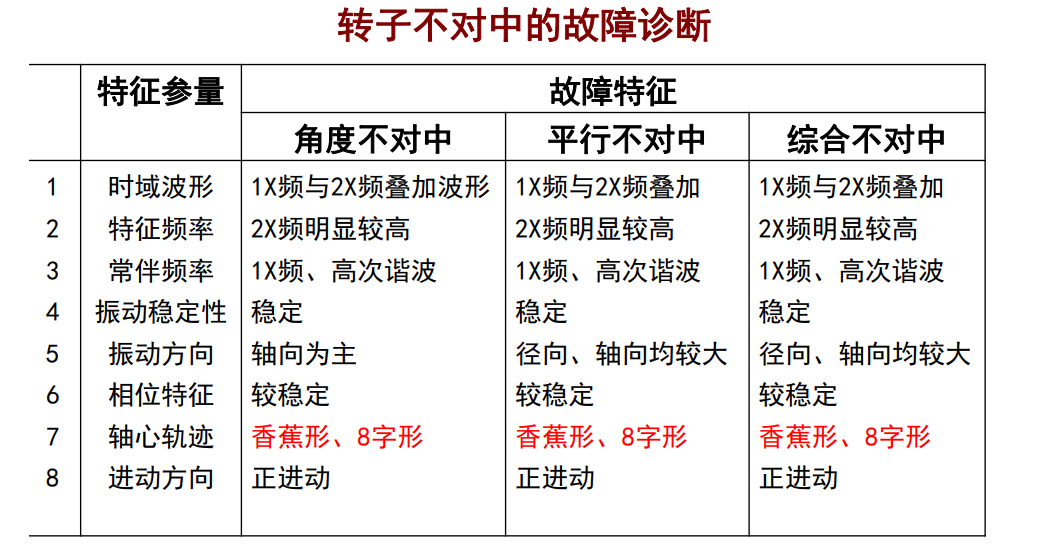 转子不对中的故障诊断
特征参量 故障特征
角度不对中 平行不对中 综合不对中
1 时域波形 1X频与2X频叠加波形 1X频与2X频叠加 1X频与2X频叠加
2 特征频率 2X频明显较高 2X频明显较高 2X频明显较高
3 常伴频率 1X频、高次谐波 1X频、高次谐波 1X频、高次谐波
4 振动稳定性 稳定 稳定 稳定
5 振动方向 轴向为主 径向、轴向均较大 径向、轴向均较大
6 相位特征 较稳定 较稳定 较稳定
7 轴心轨迹 香蕉形、8字形 香蕉形、8字形 香蕉形、8字形
8 进动方向 正进动 正进动 正进动